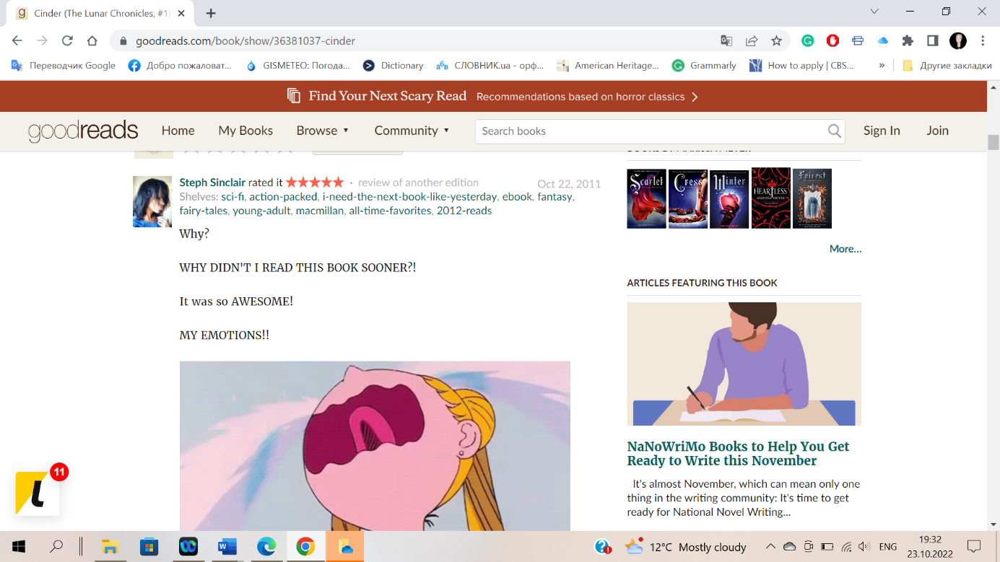 Cinder (The Lunar Chronicles, #1)
goodreads.com/book/show/36381037-cinder
Переводчик Google
Добро пожаловат...
GISMETEO: Погода...
Dictionary
СЛОВНИК.ua - орф...
American Heritage...
Grammarly
How to apply | CBS...
»
Другие закладки
Find Your Next Scary Read Recommendations based on horror classics
goodreads
Home
My Books
Browse
Community
Search books
Sign In
Join
Steph Sinclair rated it · review of another edition
Oct 22, 2011
Shelves: sci-fi, action-packed, i-need-the-next-book-like-yesterday, ebook, fantasy,
fairy-tales, young-adult, macmillan, all-time-favorites, 2012-reads
Why?
WHY DIDN'T I READ THIS BOOK SOONER?!
It was so AWESOME!
MY EMOTIONS!!
Scarlet
Cress
Winter
HEARTLESS
Fairest
More...
ARTICLES FEATURING THIS BOOK
NaNoWriMo Books to Help You Get
Ready to Write this November
It's almost November, which can mean only one
thing in the writing community: It's time to get
ready for National Novel Writing...
11
12°C Mostly cloudy
ENG
19:32
23.10.2022